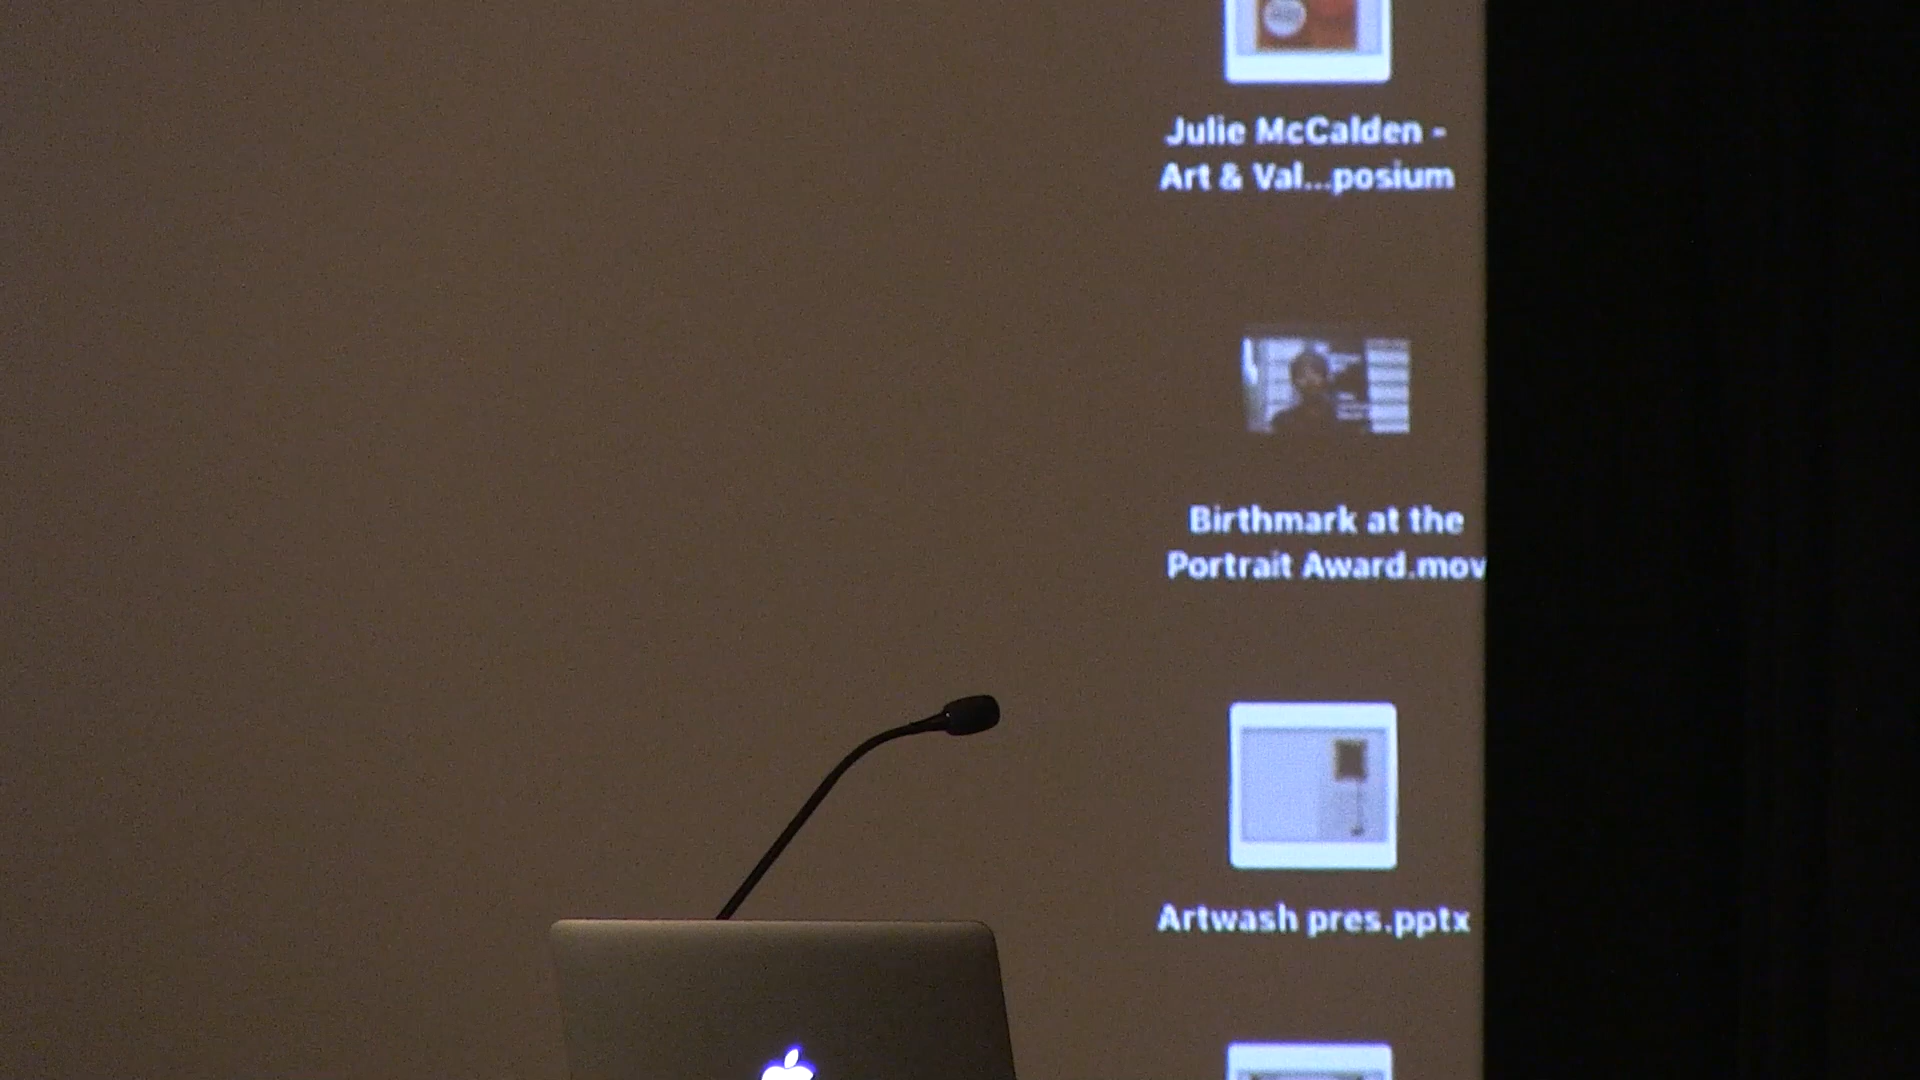 Julie McCalden -
Art & Val...posium
Birthmark at the
Portrait Award.mov
Artwash pres.pptx